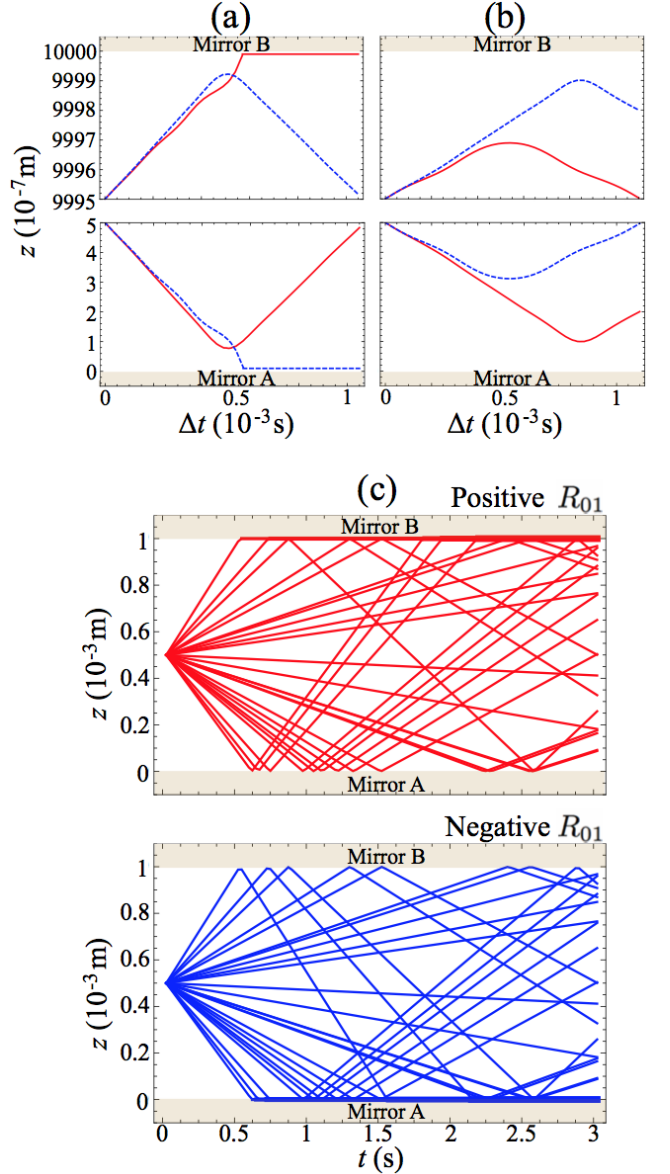 (a) (b)
Mirror B Mirror B
10000
9999
9998
9997
9996
9995
z (10⁻⁷m)
5
4
3
2
1
0
Mirror A Mirror A
0 0.5 1 0 0.5 1
Δt (10⁻³s) Δt (10⁻³s)
(c)
Positive R₀₁
Mirror B
1
0.8
0.6
0.4
0.2
0
z (10⁻³m)
Mirror A
Negative R₀₁
Mirror B
1
0.8
0.6
0.4
0.2
0
z (10⁻³m)
Mirror A
0 0.5 1 1.5 2 2.5 3
t (s)